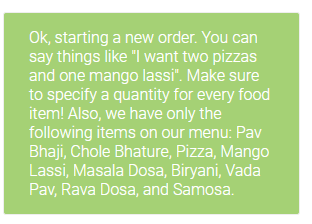 Ok, starting a new order. You can
say things like "I want two pizzas
and one mango lassi". Make sure
to specify a quantity for every food
item! Also, we have only the
following items on our menu: Pav
Bhaji, Chole Bhature, Pizza, Mango
Lassi, Masala Dosa, Biryani, Vada
Pav, Rava Dosa, and Samosa.